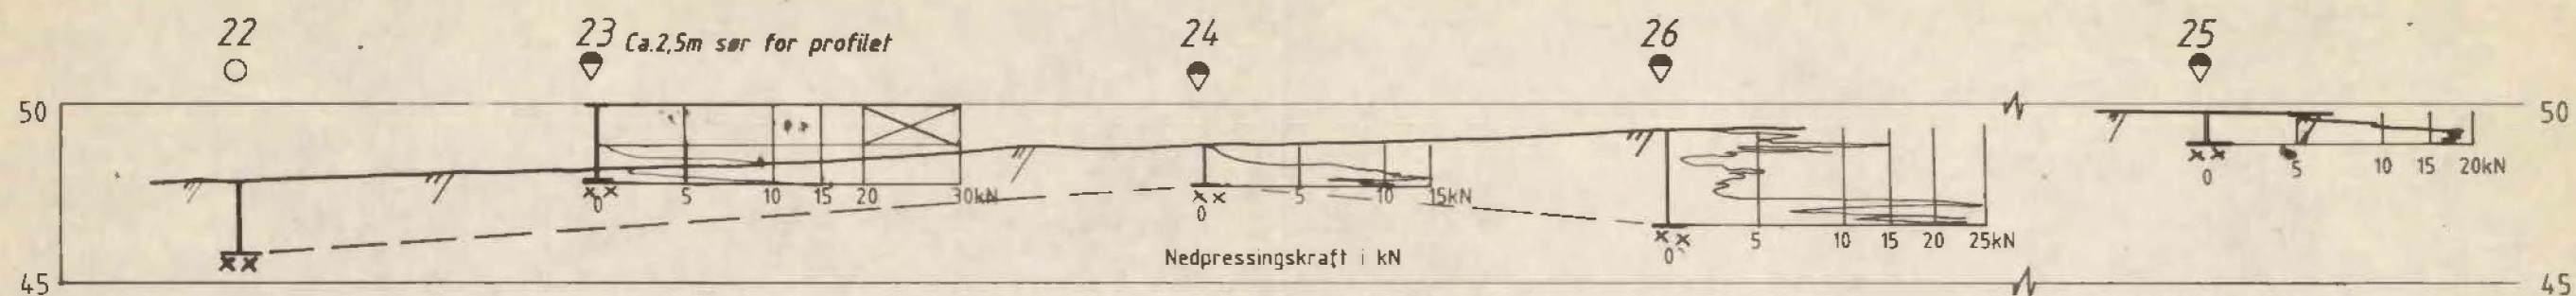 22 23 Ca.2,5m sør for profilet 24 26 25
50 50
5 10 15 20 30kN
0
5 10 15kN
0
5 10 15 20 25kN
0
5 10 15 20kN
0
Nedpressingskraft i kN
45 45